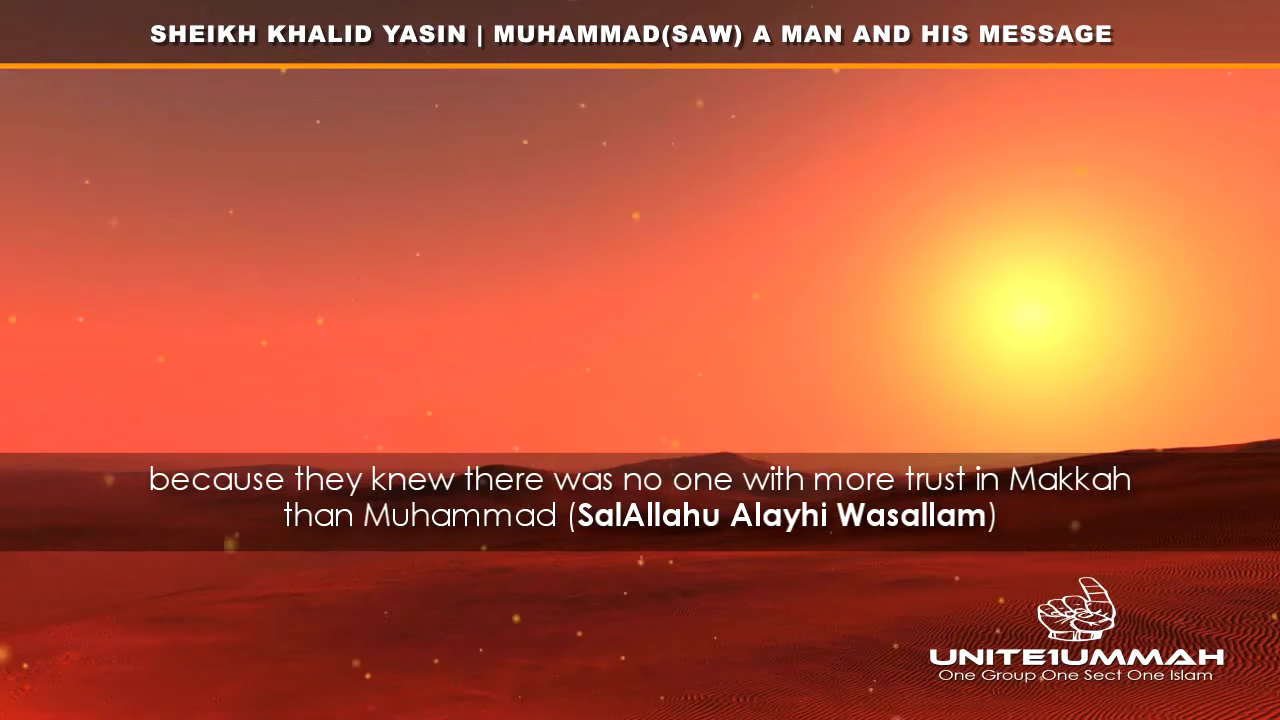 SHEIKH KHALID YASIN | MUHAMMAD(SAW) A MAN AND HIS MESSAGE
because they knew there was no one with more trust in Makkah
than Muhammad (SalAllahu Alayhi Wasallam)
UNITE1UMMAH
One Group One Sect One Islam